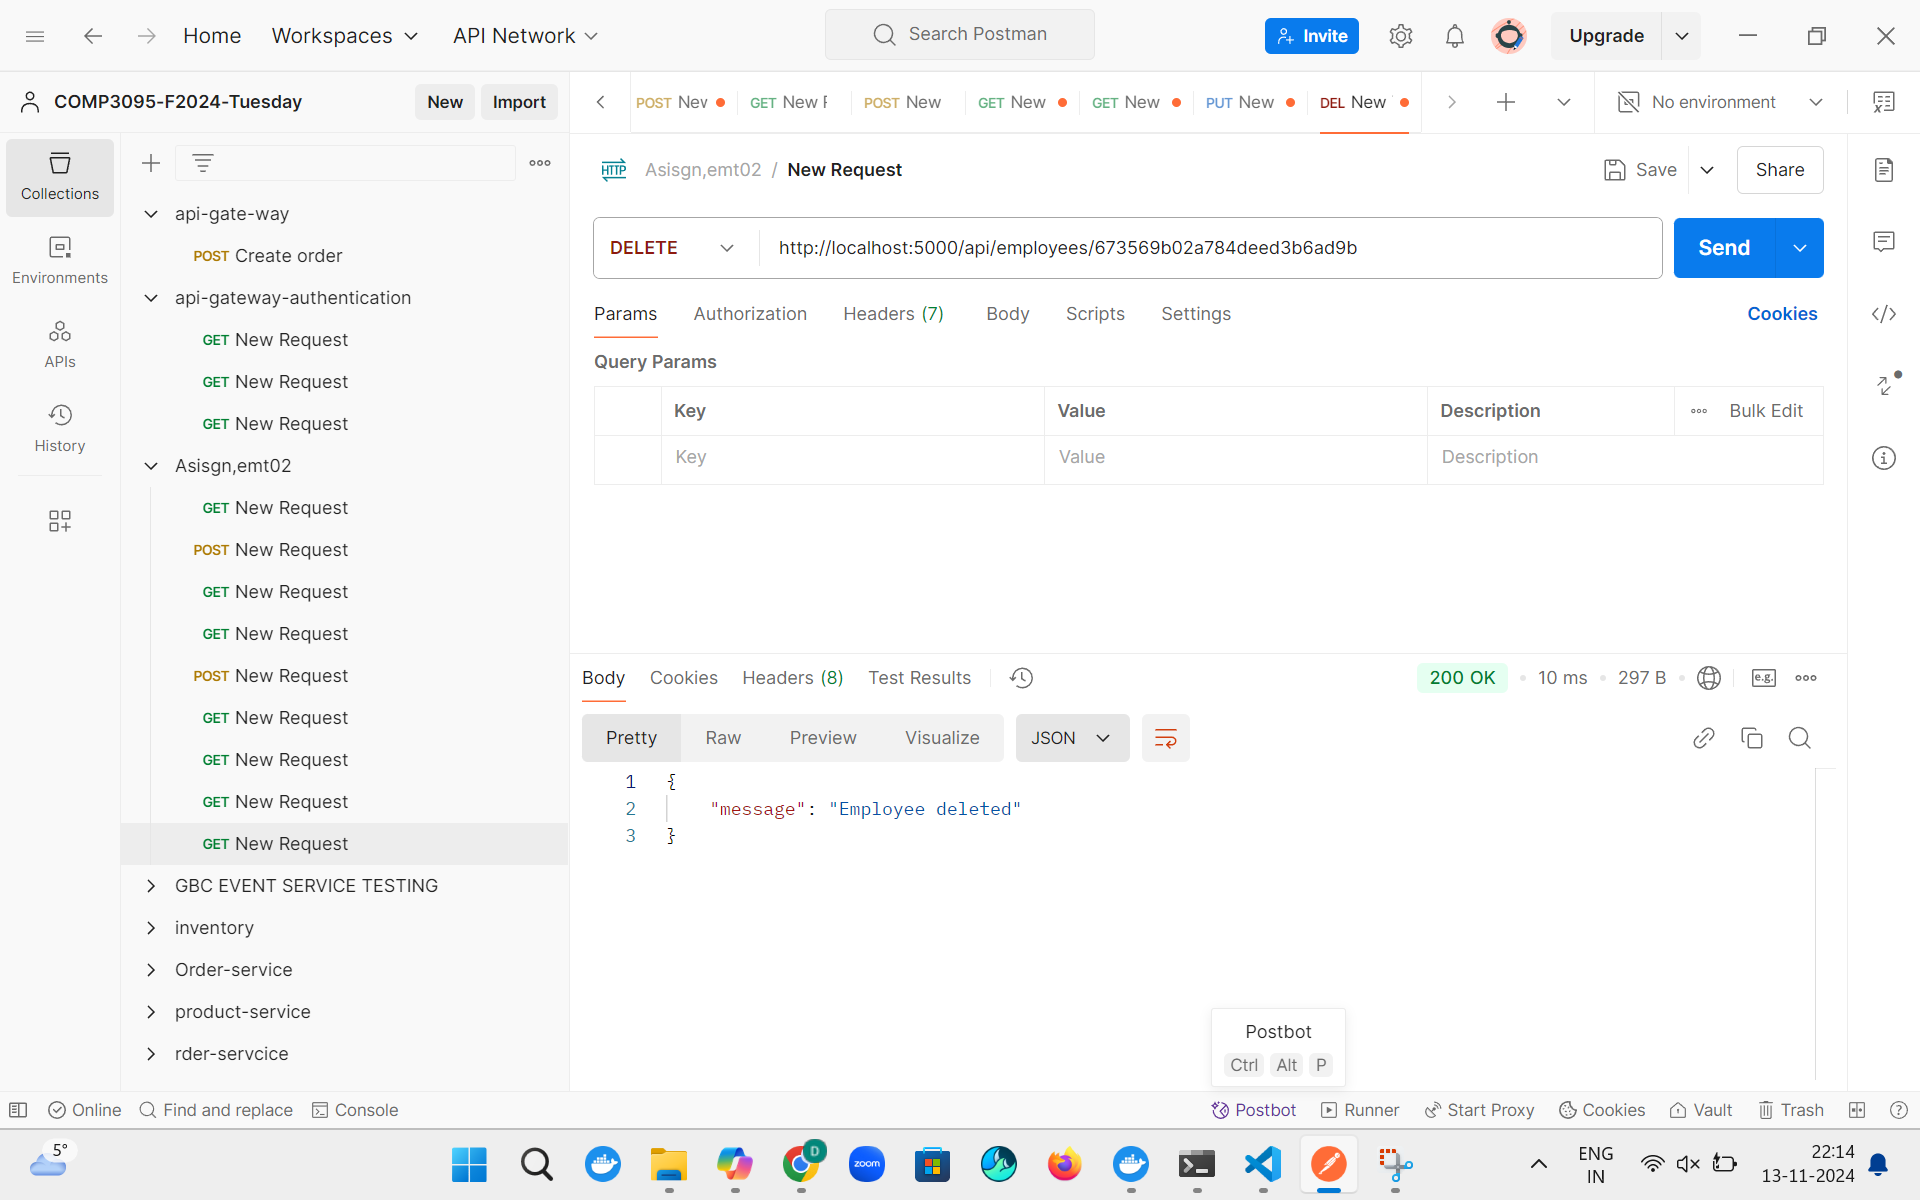 Home
Workspaces
API Network
Search Postman
Invite
Upgrade
COMP3095-F2024-Tuesday
New
Import
POST New
GET New
POST New
GET New
GET New
PUT New
DEL New
No environment
Collections
Environments
APIs
History
api-gate-way
POST Create order
api-gateway-authentication
GET New Request
GET New Request
GET New Request
Asisgn,emt02
GET New Request
POST New Request
GET New Request
GET New Request
POST New Request
GET New Request
GET New Request
GET New Request
GET New Request
GBC EVENT SERVICE TESTING
inventory
Order-service
product-service
rder-servcice
HTTP Asisgn,emt02 / New Request
Save
Share
DELETE
http://localhost:5000/api/employees/673569b02a784deed3b6ad9b
Send
Params Authorization Headers (7) Body Scripts Settings
Cookies
Query Params
Key Value Description
Bulk Edit
Key Value Description
Body Cookies Headers (8) Test Results
200 OK • 10 ms • 297 B
e.g.
Pretty Raw Preview Visualize
JSON
1 {
2 "message": "Employee deleted"
3 }
Postbot
Ctrl Alt P
Online
Find and replace
Console
Postbot
Runner
Start Proxy
Cookies
Vault
Trash
5°
D
zoom
ENG
IN
22:14
13-11-2024